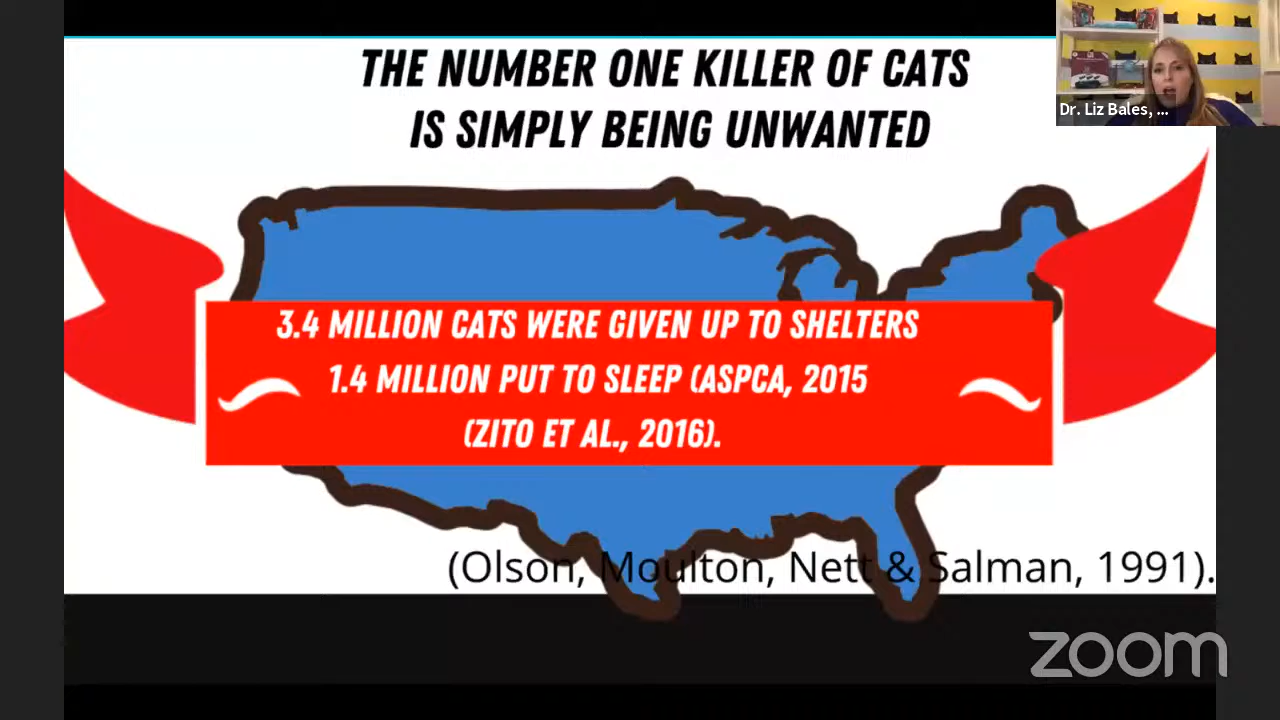 THE NUMBER ONE KILLER OF CATS
IS SIMPLY BEING UNWANTED
Dr. Liz Bales, ...
3.4 MILLION CATS WERE GIVEN UP TO SHELTERS
1.4 MILLION PUT TO SLEEP (ASPCA, 2015
(ZITO ET AL., 2016).
(Olson, Moulton, Nett & Salman, 1991).
zoom